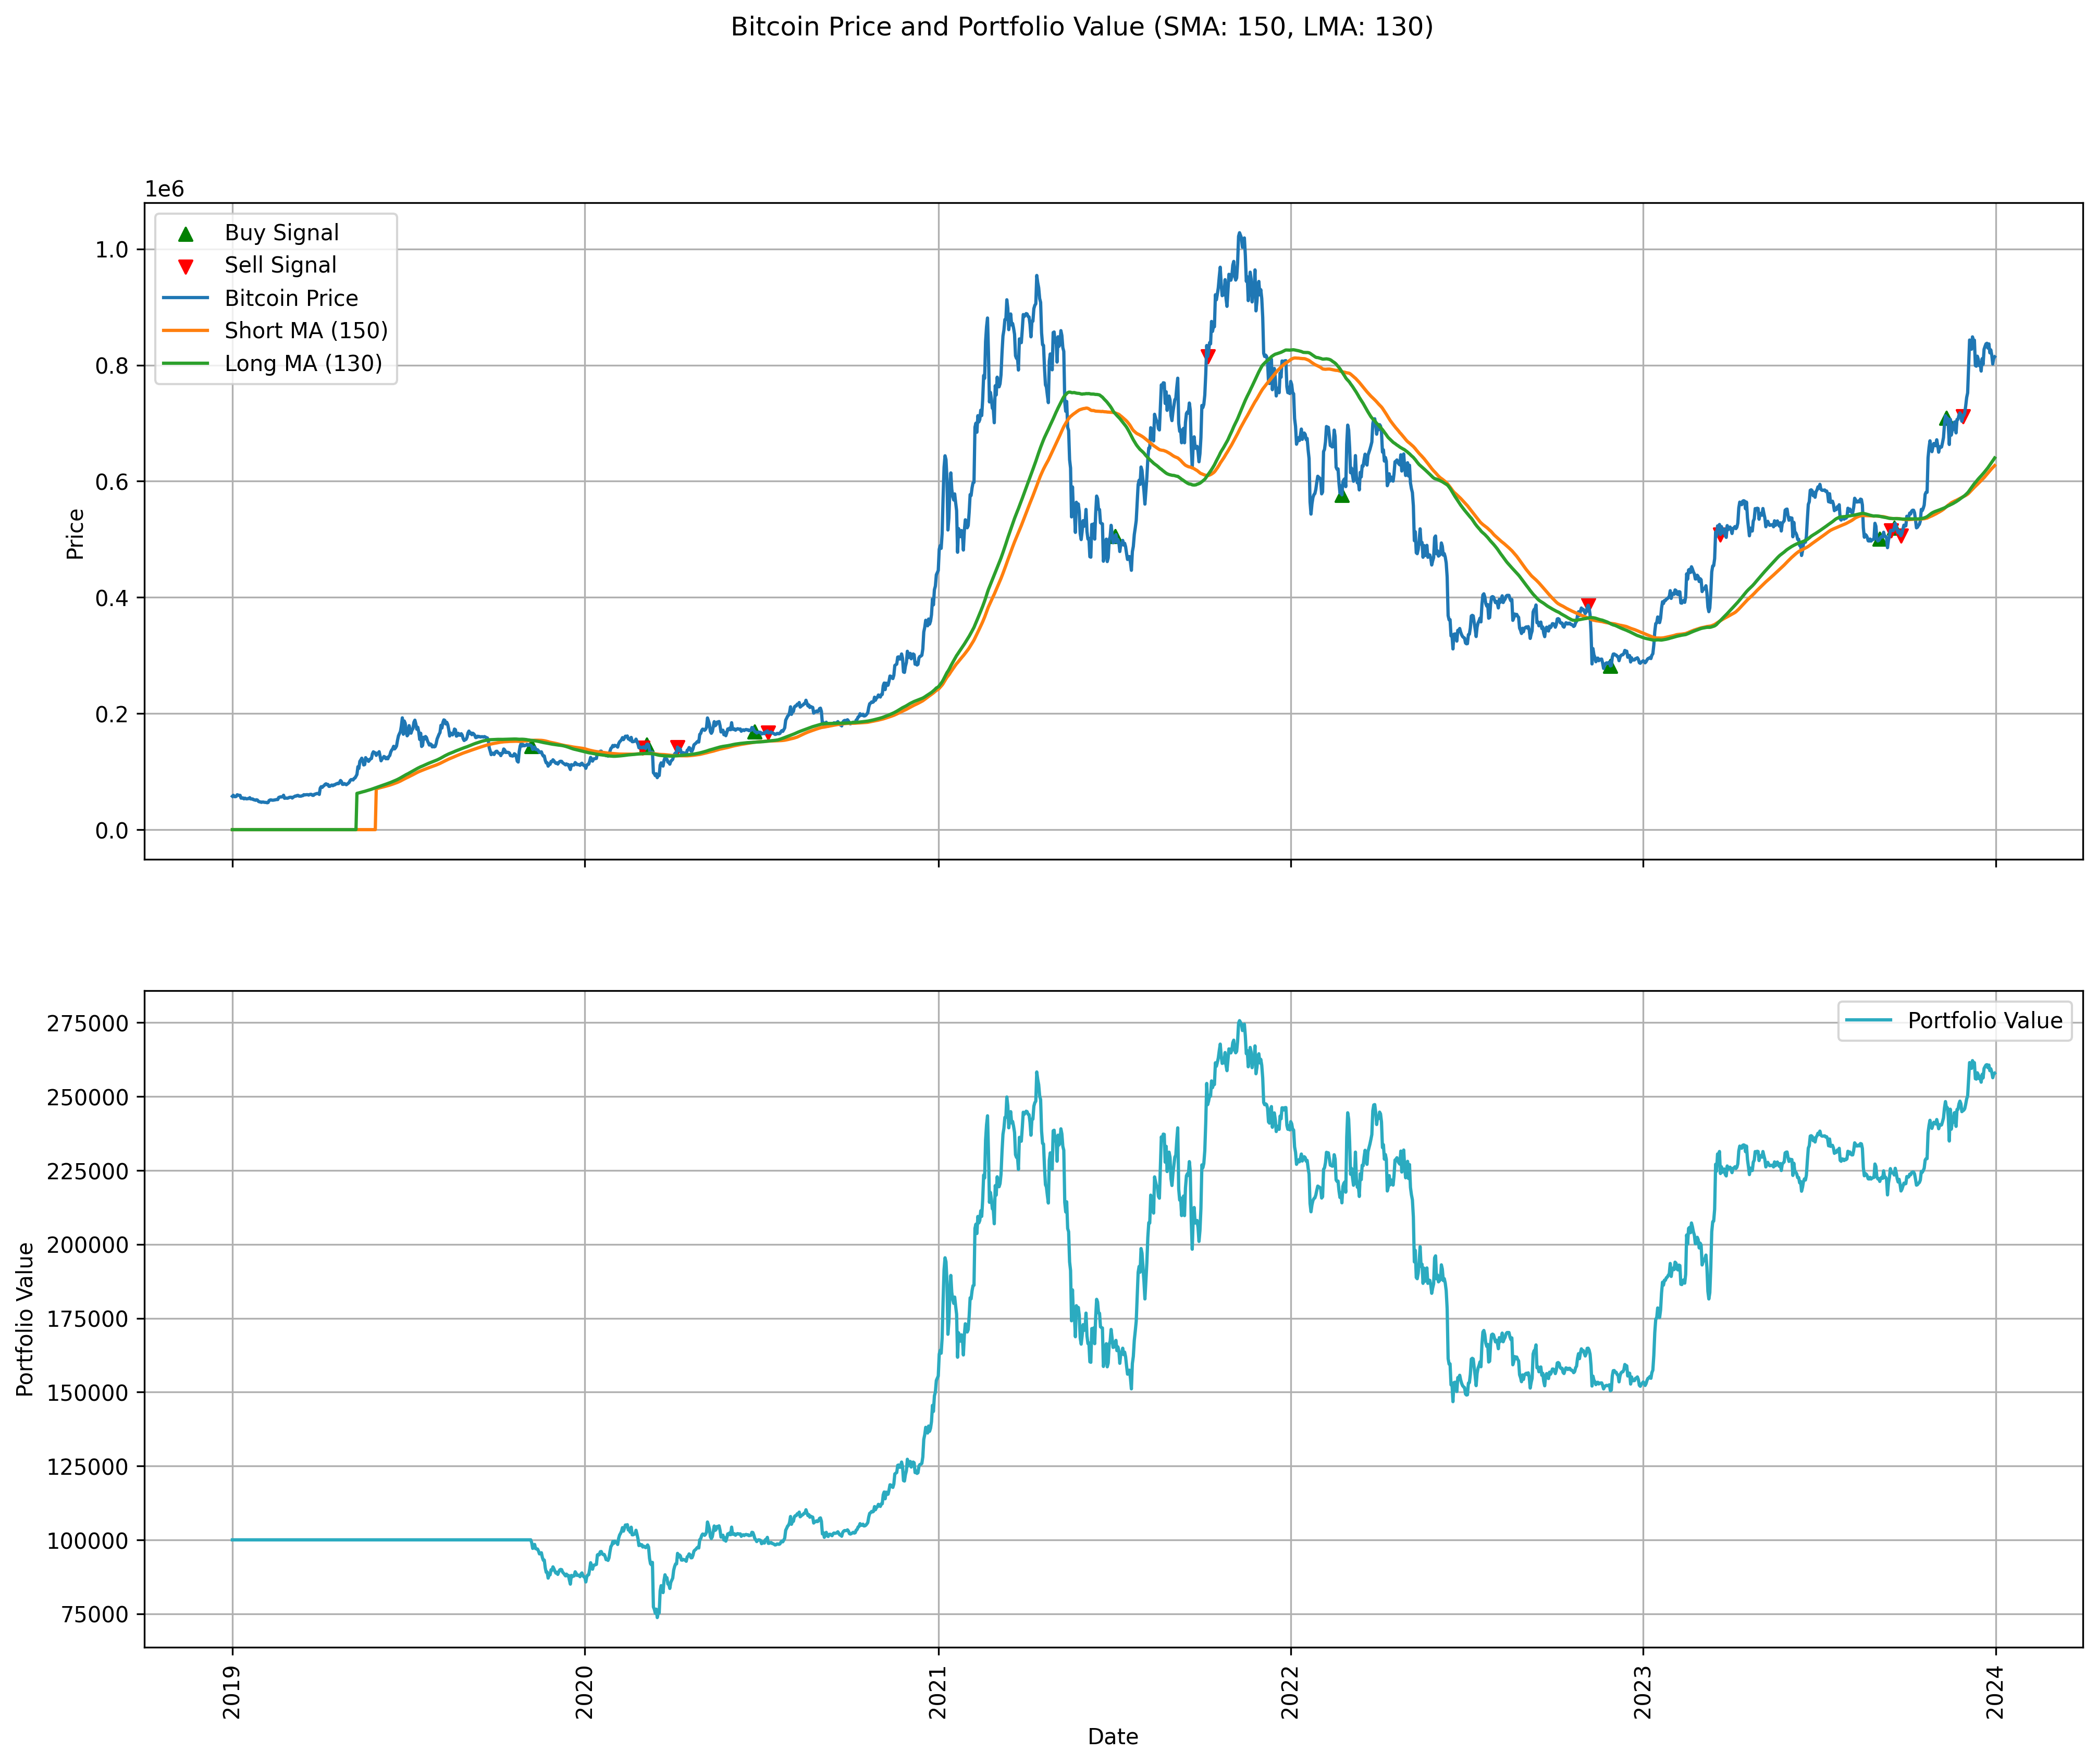 Bitcoin Price and Portfolio Value (SMA: 150, LMA: 130)
1e6
Buy Signal
Sell Signal
Bitcoin Price
Short MA (150)
Long MA (130)
1.0
0.8
0.6
0.4
0.2
0.0
Price
Portfolio Value
275000
250000
225000
200000
175000
150000
125000
100000
75000
Portfolio Value
2019
2020
2021
2022
2023
2024
Date